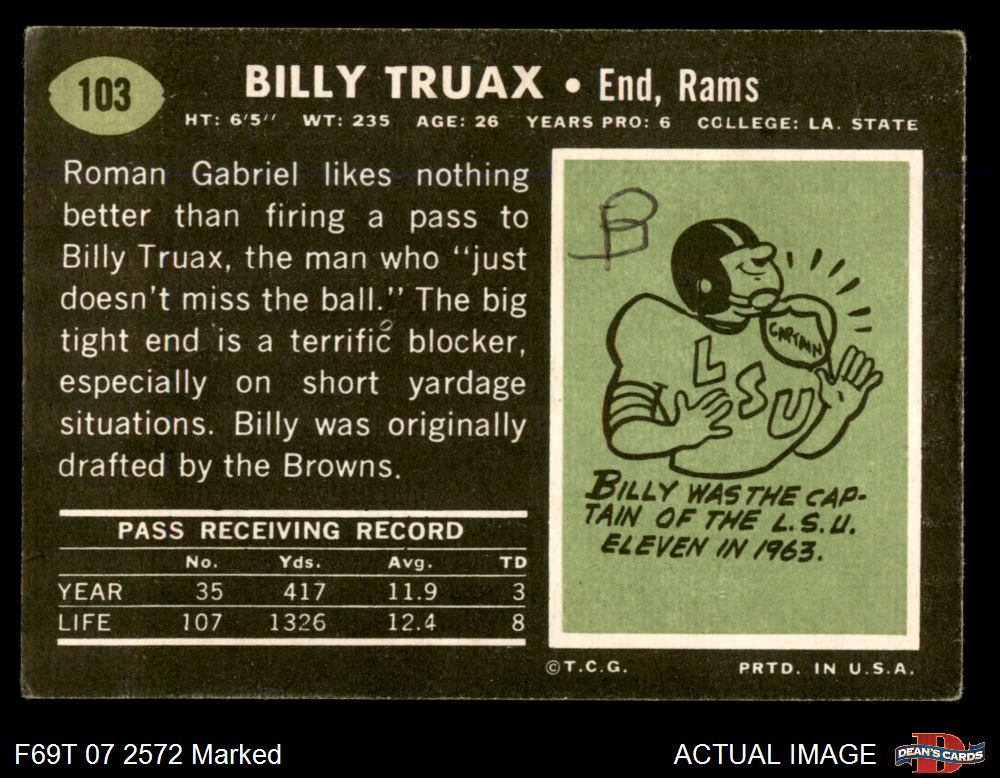 103
BILLY TRUAX • End, Rams
HT: 6'5" WT: 235 AGE: 26 YEARS PRO: 6 COLLEGE: LA. STATE
Roman Gabriel likes nothing
better than firing a pass to
Billy Truax, the man who "just
doesn't miss the ball." The big
tight end is a terrific blocker,
especially on short yardage
situations. Billy was originally
drafted by the Browns.
PASS RECEIVING RECORD
No. Yds. Avg. TD
YEAR 35 417 11.9 3
LIFE 107 1326 12.4 8
B
CAPTAIN
LSU
BILLY WAS THE CAP-
TAIN OF THE L.S.U.
ELEVEN IN 1963.
©T.C.G. PRTD. IN U.S.A.
F69T 07 2572 Marked
ACTUAL IMAGE
DEAN'S CARDS